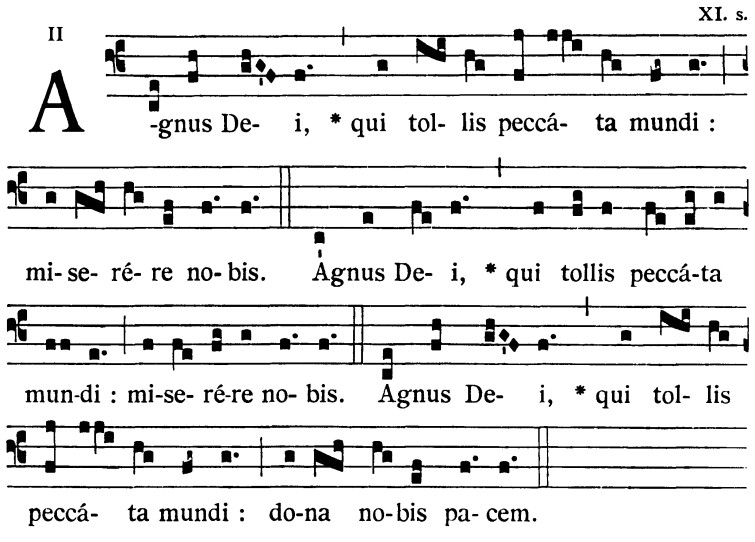 XI. s.
II
A-gnus De- i, * qui tol- lis peccá- ta mundi :
mi-se- ré- re no-bis. Agnus De- i, * qui tollis peccá-ta
mun-di : mi-se- ré-re no- bis. Agnus De- i, * qui tol- lis
peccá- ta mundi : do-na no-bis pa- cem.